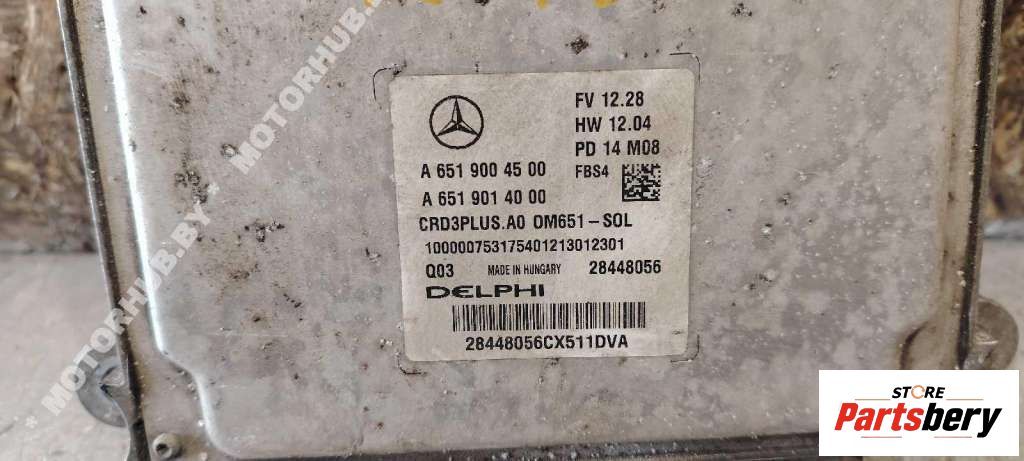 FV 12.28
HW 12.04
PD 14 M08
A 651 900 45 00
FBS4
A 651 901 40 00
CRD3PLUS.A0 OM651-SOL
100000753175401213012301
Q03 MADE IN HUNGARY 28448056
DELPHI
28448056CX511DVA
* MOTORHUB.BY * MOTORHUB.BY
STORE
Partsbery